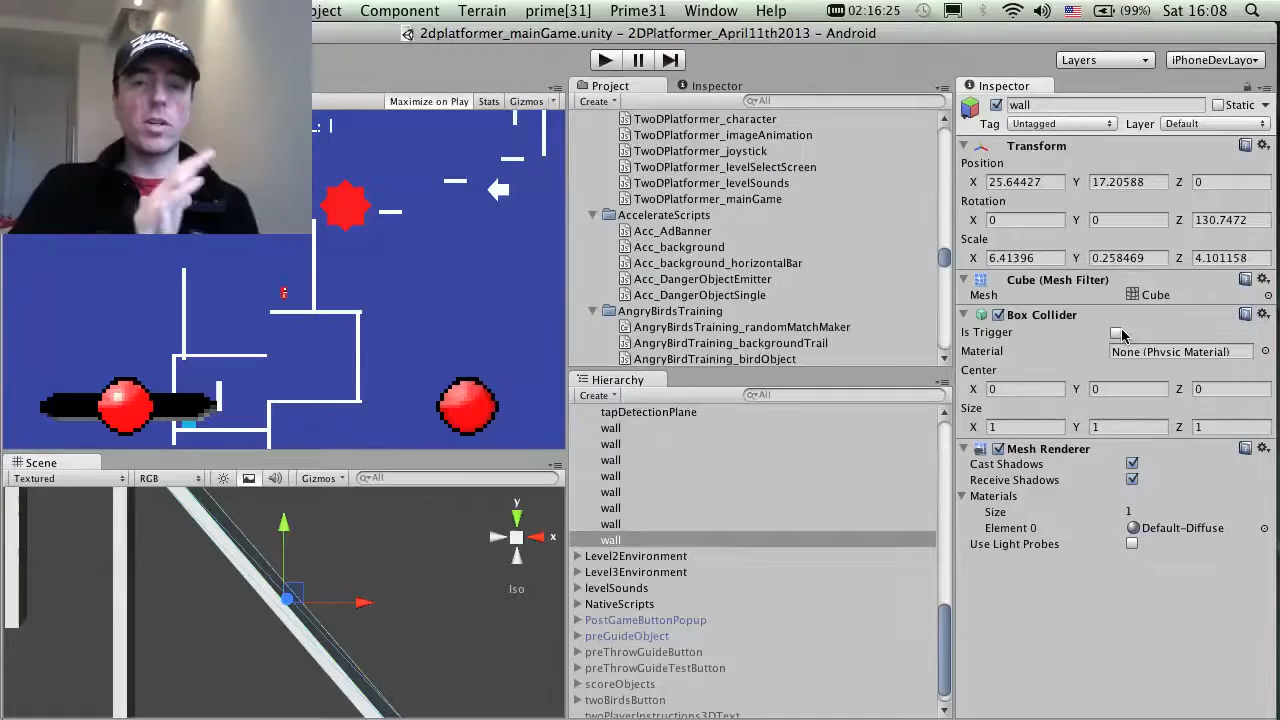 oject Component Terrain prime[31] Prime31 Window Help 02:16:25 (99%) Sat 16:08
2dplatformer_mainGame.unity - 2DPlatformer_April11th2013 - Android
Layers iPhoneDevLayo
Hawaii
Maximize on Play Stats Gizmos
Project Inspector
Create All
TwoDPlatformer_character
TwoDPlatformer_imageAnimation
TwoDPlatformer_joystick
TwoDPlatformer_levelSelectScreen
TwoDPlatformer_levelSounds
TwoDPlatformer_mainGame
AccelerateScripts
Acc_AdBanner
Acc_background
Acc_background_horizontalBar
Acc_DangerObjectEmitter
Acc_DangerObjectSingle
AngryBirdsTraining
AngryBirdsTraining_randomMatchMaker
AngryBirdTraining_backgroundTrail
AngryBirdTraining_birdObject
Hierarchy
Create All
tapDetectionPlane
wall
wall
wall
wall
wall
wall
wall
wall
Level2Environment
Level3Environment
levelSounds
NativeScripts
PostGameButtonPopup
preGuideObject
preThrowGuideButton
preThrowGuideTestButton
scoreObjects
twoBirdsButton
twoPlayerInstructions3DText
Scene
Textured RGB Gizmos All
y
x
Iso
Inspector
wall Static
Tag Untagged Layer Default
Transform
Position
X 25.64427 Y 17.20588 Z 0
Rotation
X 0 Y 0 Z 130.7472
Scale
X 6.41396 Y 0.258469 Z 4.101158
Cube (Mesh Filter)
Mesh Cube
Box Collider
Is Trigger
Material None (Physic Material)
Center
X 0 Y 0 Z 0
Size
X 1 Y 1 Z 1
Mesh Renderer
Cast Shadows
Receive Shadows
Materials
Size 1
Element 0 Default-Diffuse
Use Light Probes